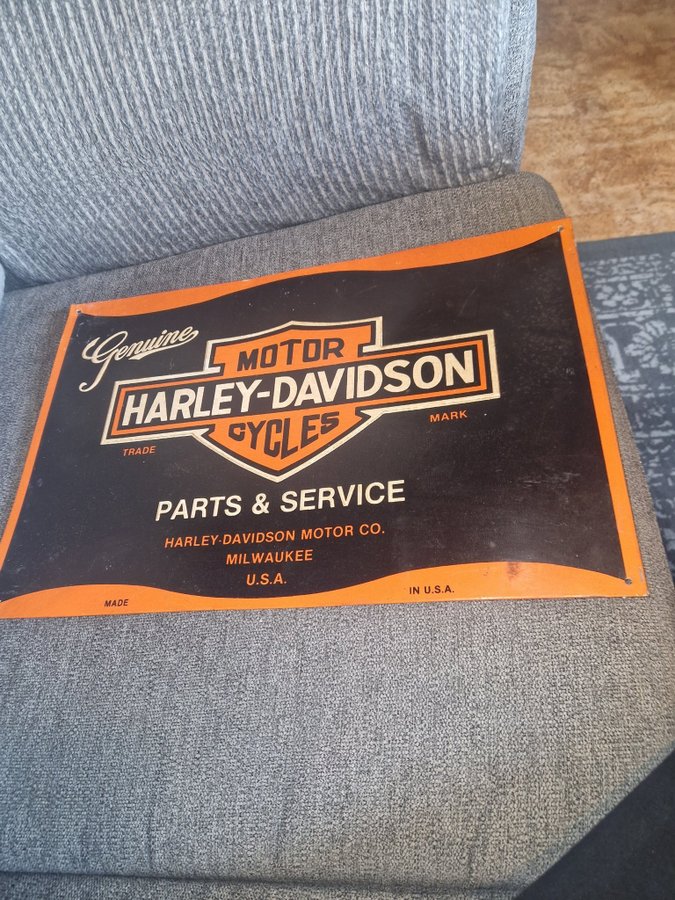 Genuine
MOTOR
HARLEY-DAVIDSON
CYCLES
TRADE MARK
PARTS & SERVICE
HARLEY-DAVIDSON MOTOR CO.
MILWAUKEE
U.S.A.
MADE IN U.S.A.